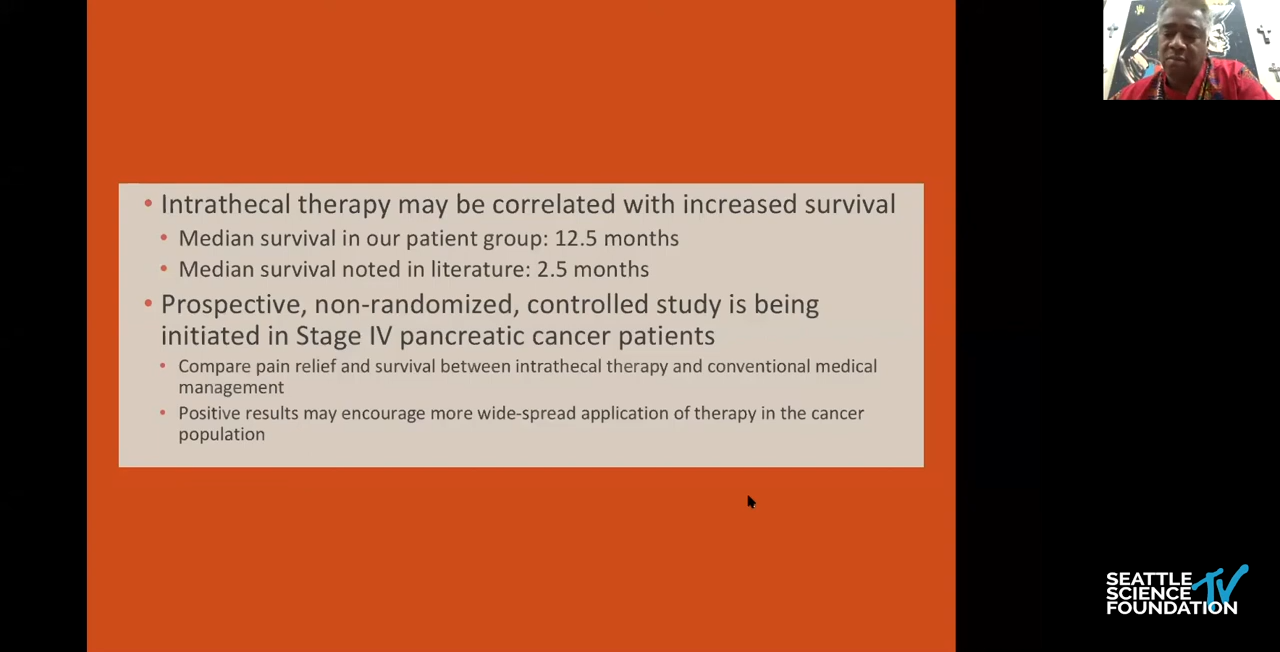 • Intrathecal therapy may be correlated with increased survival
• Median survival in our patient group: 12.5 months
• Median survival noted in literature: 2.5 months
• Prospective, non-randomized, controlled study is being
initiated in Stage IV pancreatic cancer patients
• Compare pain relief and survival between intrathecal therapy and conventional medical
management
• Positive results may encourage more wide-spread application of therapy in the cancer
population
SEATTLE
SCIENCE TV
FOUNDATION